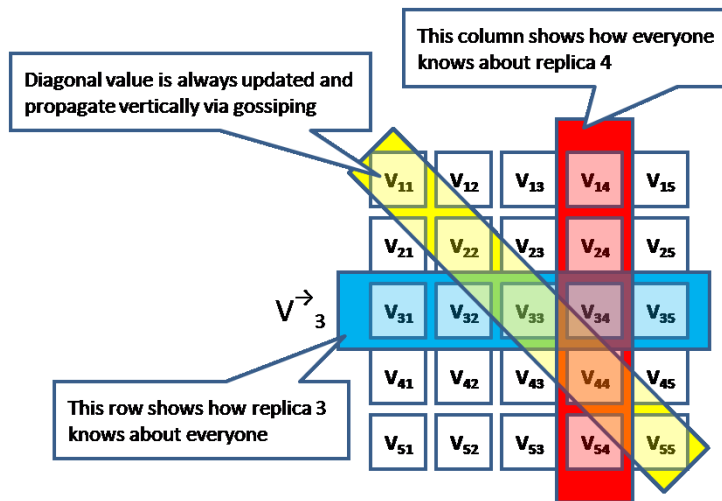 This column shows how everyone
knows about replica 4
Diagonal value is always updated and
propagate vertically via gossiping
V₁₁ V₁₂ V₁₃ V₁₄ V₁₅
V₂₁ V₂₂ V₂₃ V₂₄ V₂₅
V→₃ V₃₁ V₃₂ V₃₃ V₃₄ V₃₅
V₄₁ V₄₂ V₄₃ V₄₄ V₄₅
This row shows how replica 3
knows about everyone
V₅₁ V₅₂ V₅₃ V₅₄ V₅₅